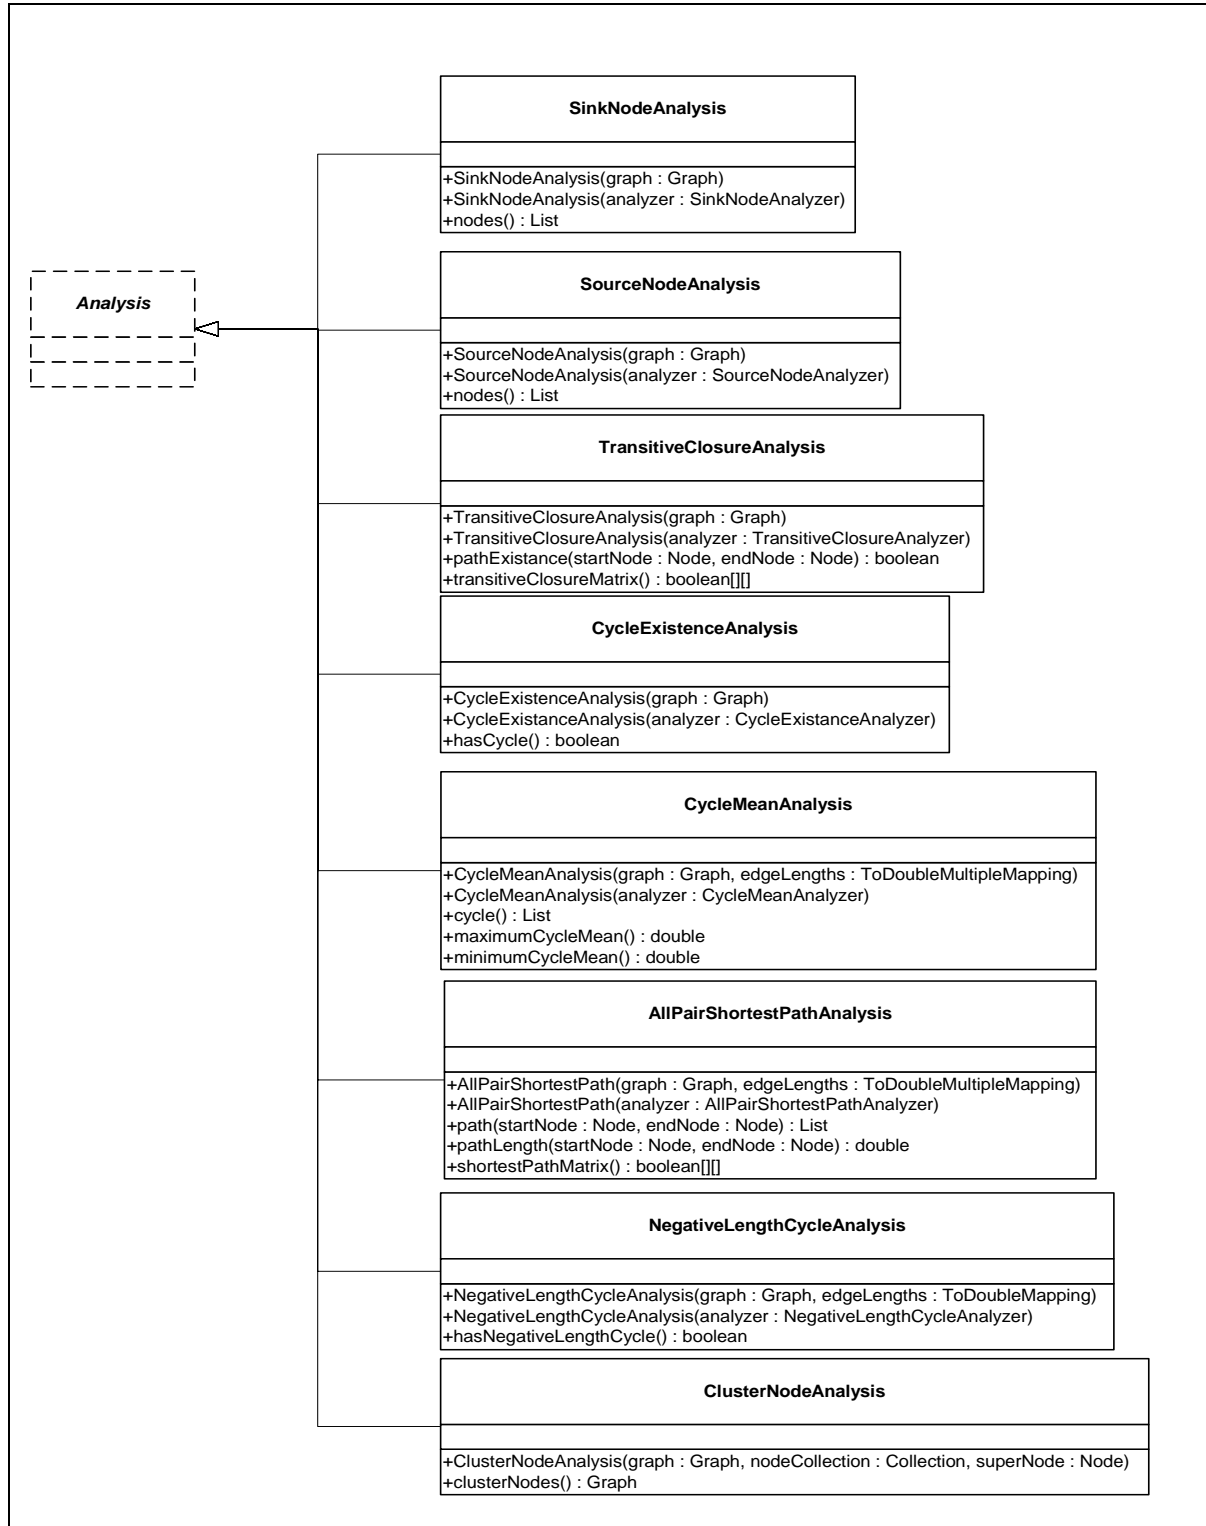 SinkNodeAnalysis
+SinkNodeAnalysis(graph : Graph)
+SinkNodeAnalysis(analyzer : SinkNodeAnalyzer)
+nodes() : List
Analysis
SourceNodeAnalysis
+SourceNodeAnalysis(graph : Graph)
+SourceNodeAnalysis(analyzer : SourceNodeAnalyzer)
+nodes() : List
TransitiveClosureAnalysis
+TransitiveClosureAnalysis(graph : Graph)
+TransitiveClosureAnalysis(analyzer : TransitiveClosureAnalyzer)
+pathExistance(startNode : Node, endNode : Node) : boolean
+transitiveClosureMatrix() : boolean[][]
CycleExistenceAnalysis
+CycleExistenceAnalysis(graph : Graph)
+CycleExistanceAnalysis(analyzer : CycleExistanceAnalyzer)
+hasCycle() : boolean
CycleMeanAnalysis
+CycleMeanAnalysis(graph : Graph, edgeLengths : ToDoubleMultipleMapping)
+CycleMeanAnalysis(analyzer : CycleMeanAnalyzer)
+cycle() : List
+maximumCycleMean() : double
+minimumCycleMean() : double
AllPairShortestPathAnalysis
+AllPairShortestPath(graph : Graph, edgeLengths : ToDoubleMultipleMapping)
+AllPairShortestPath(analyzer : AllPairShortestPathAnalyzer)
+path(startNode : Node, endNode : Node) : List
+pathLength(startNode : Node, endNode : Node) : double
+shortestPathMatrix() : boolean[][]
NegativeLengthCycleAnalysis
+NegativeLengthCycleAnalysis(graph : Graph, edgeLengths : ToDoubleMapping)
+NegativeLengthCycleAnalysis(analyzer : NegativeLengthCycleAnalyzer)
+hasNegativeLengthCycle() : boolean
ClusterNodeAnalysis
+ClusterNodeAnalysis(graph : Graph, nodeCollection : Collection, superNode : Node)
+clusterNodes() : Graph